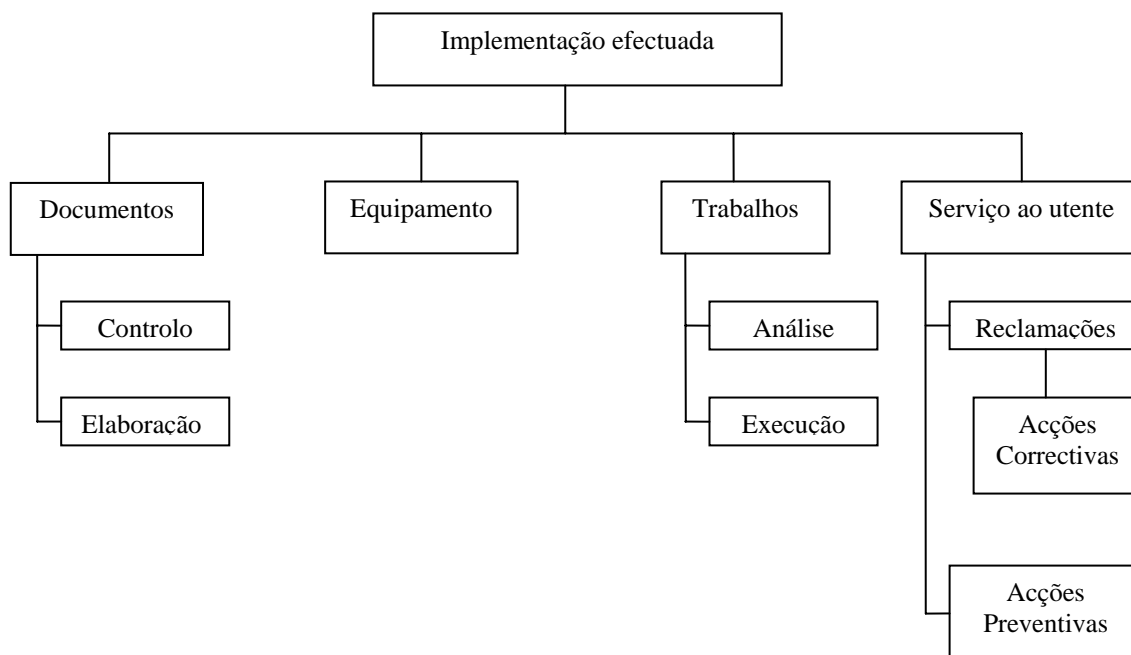 Implementação efectuada
Documentos
Equipamento
Trabalhos
Serviço ao utente
Controlo
Análise
Reclamações
Elaboração
Execução
Acções
Correctivas
Acções
Preventivas